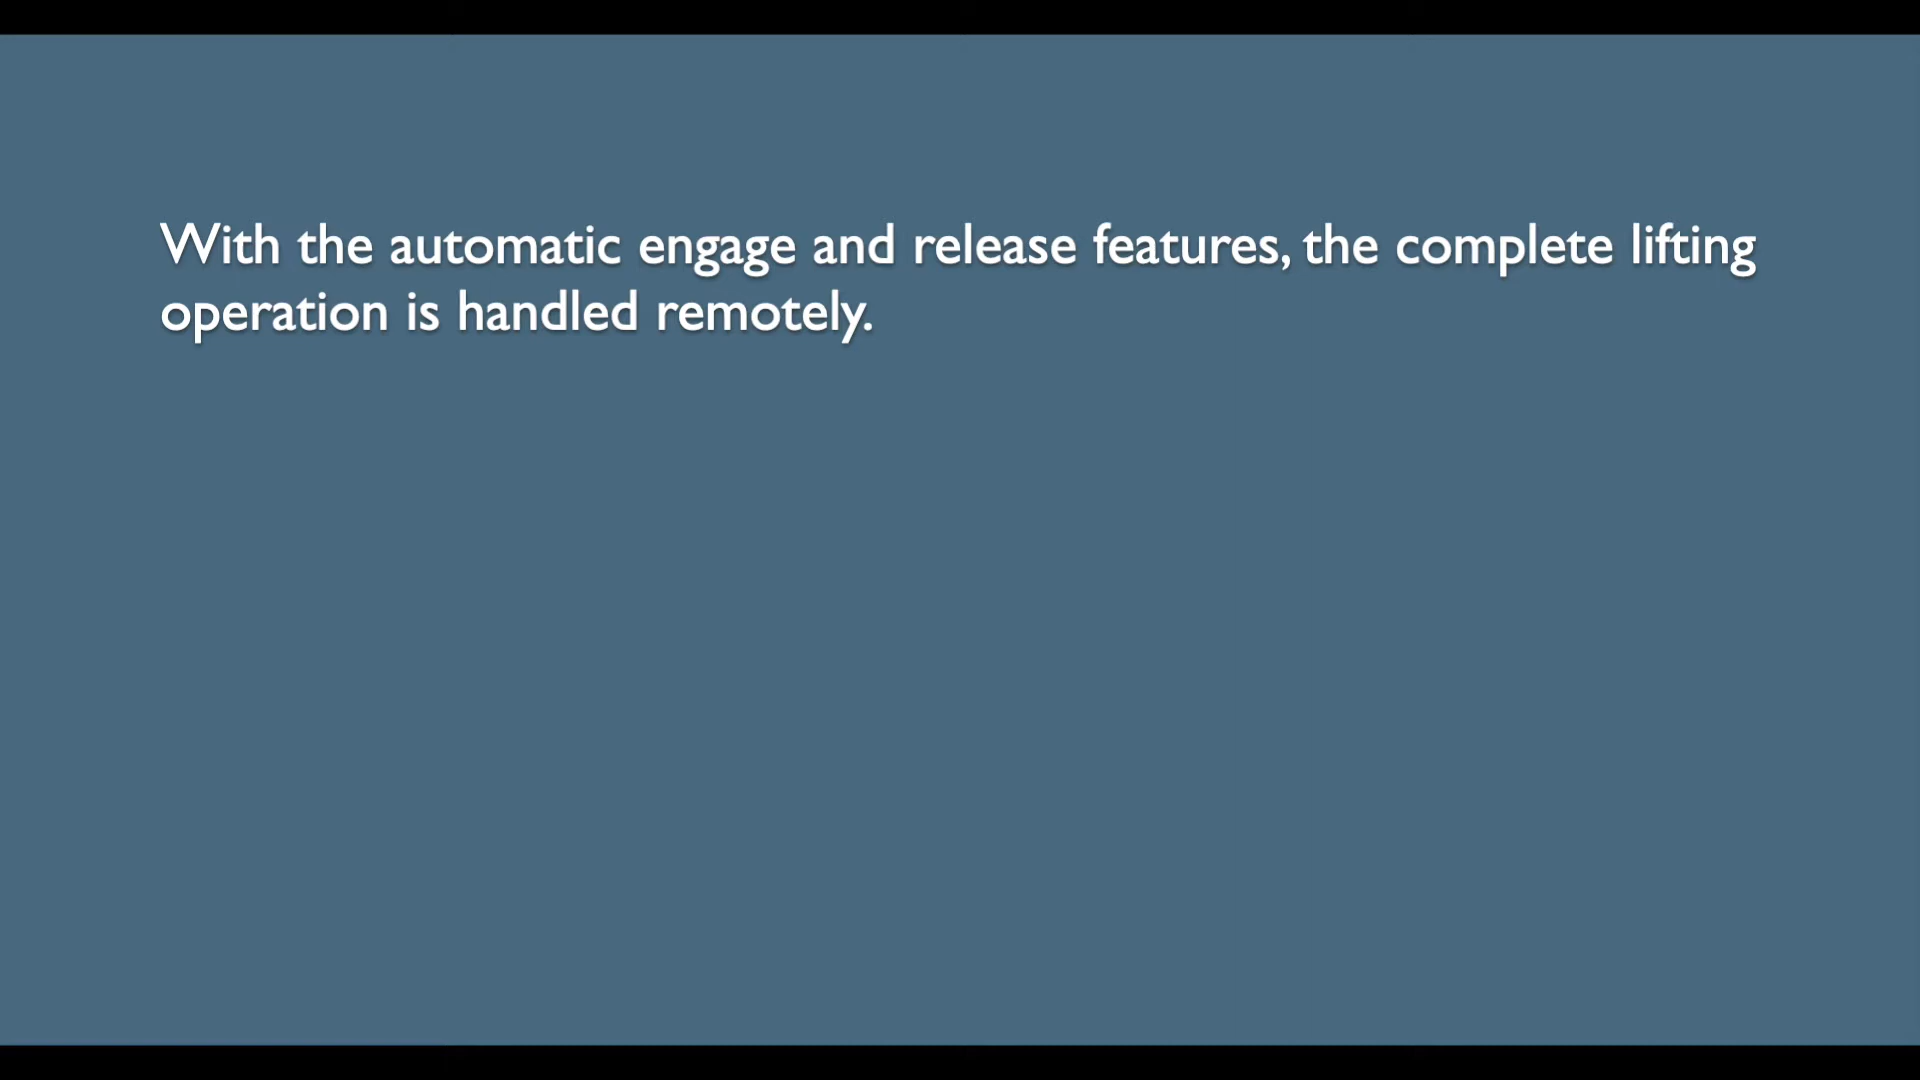 With the automatic engage and release features, the complete lifting
operation is handled remotely.